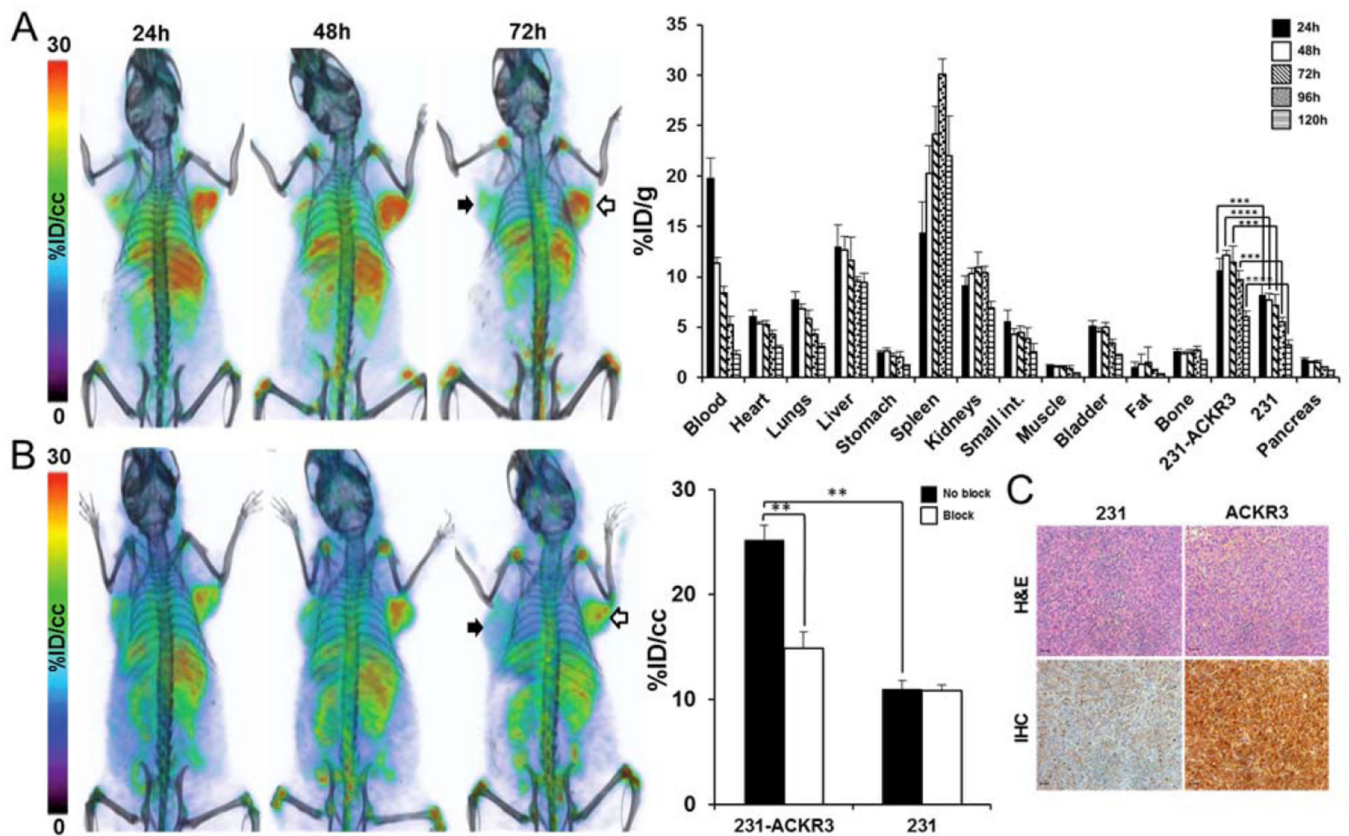 A
24h
48h
72h
30
%ID/cc
0
35
30
25
20
15
10
5
0
%ID/g
24h
48h
72h
96h
120h
***
****
***
***
****
Blood
Heart
Lungs
Liver
Stomach
Spleen
Kidneys
Small int.
Muscle
Bladder
Fat
Bone
231-ACKR3
231
Pancreas
B
30
%ID/cc
0
30
20
10
0
%ID/cc
No block
Block
**
**
231-ACKR3
231
C
231
ACKR3
H&E
IHC